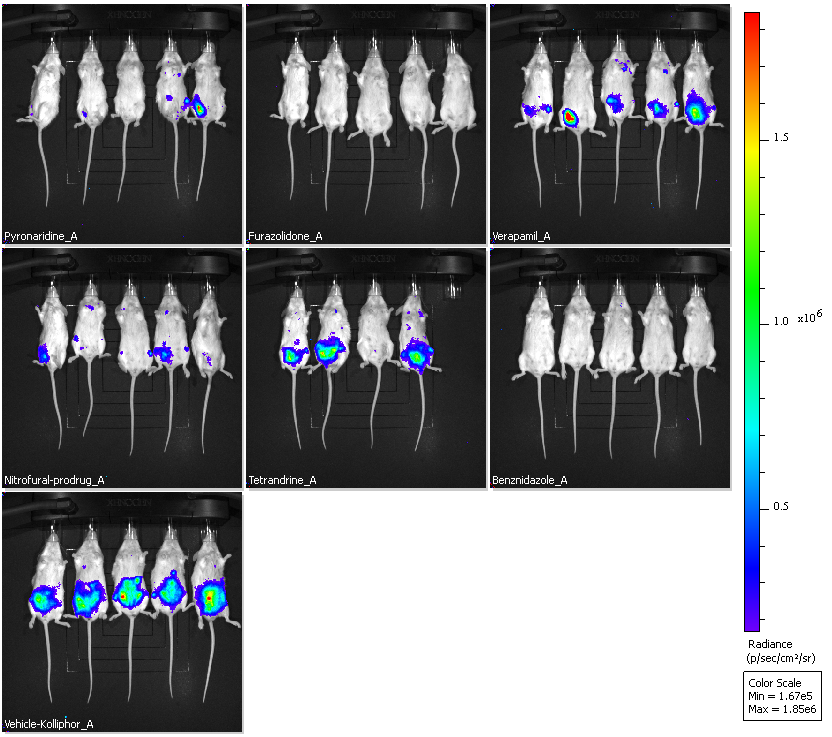 Pyronaridine_A
Furazolidone_A
Verapamil_A
Nitrofural-prodrug_A
Tetrandrine_A
Benznidazole_A
Vehicle-Kolliphor_A
1.5
1.0 x10⁶
0.5
Radiance
(p/sec/cm²/sr)
Color Scale
Min = 1.67e5
Max = 1.85e6